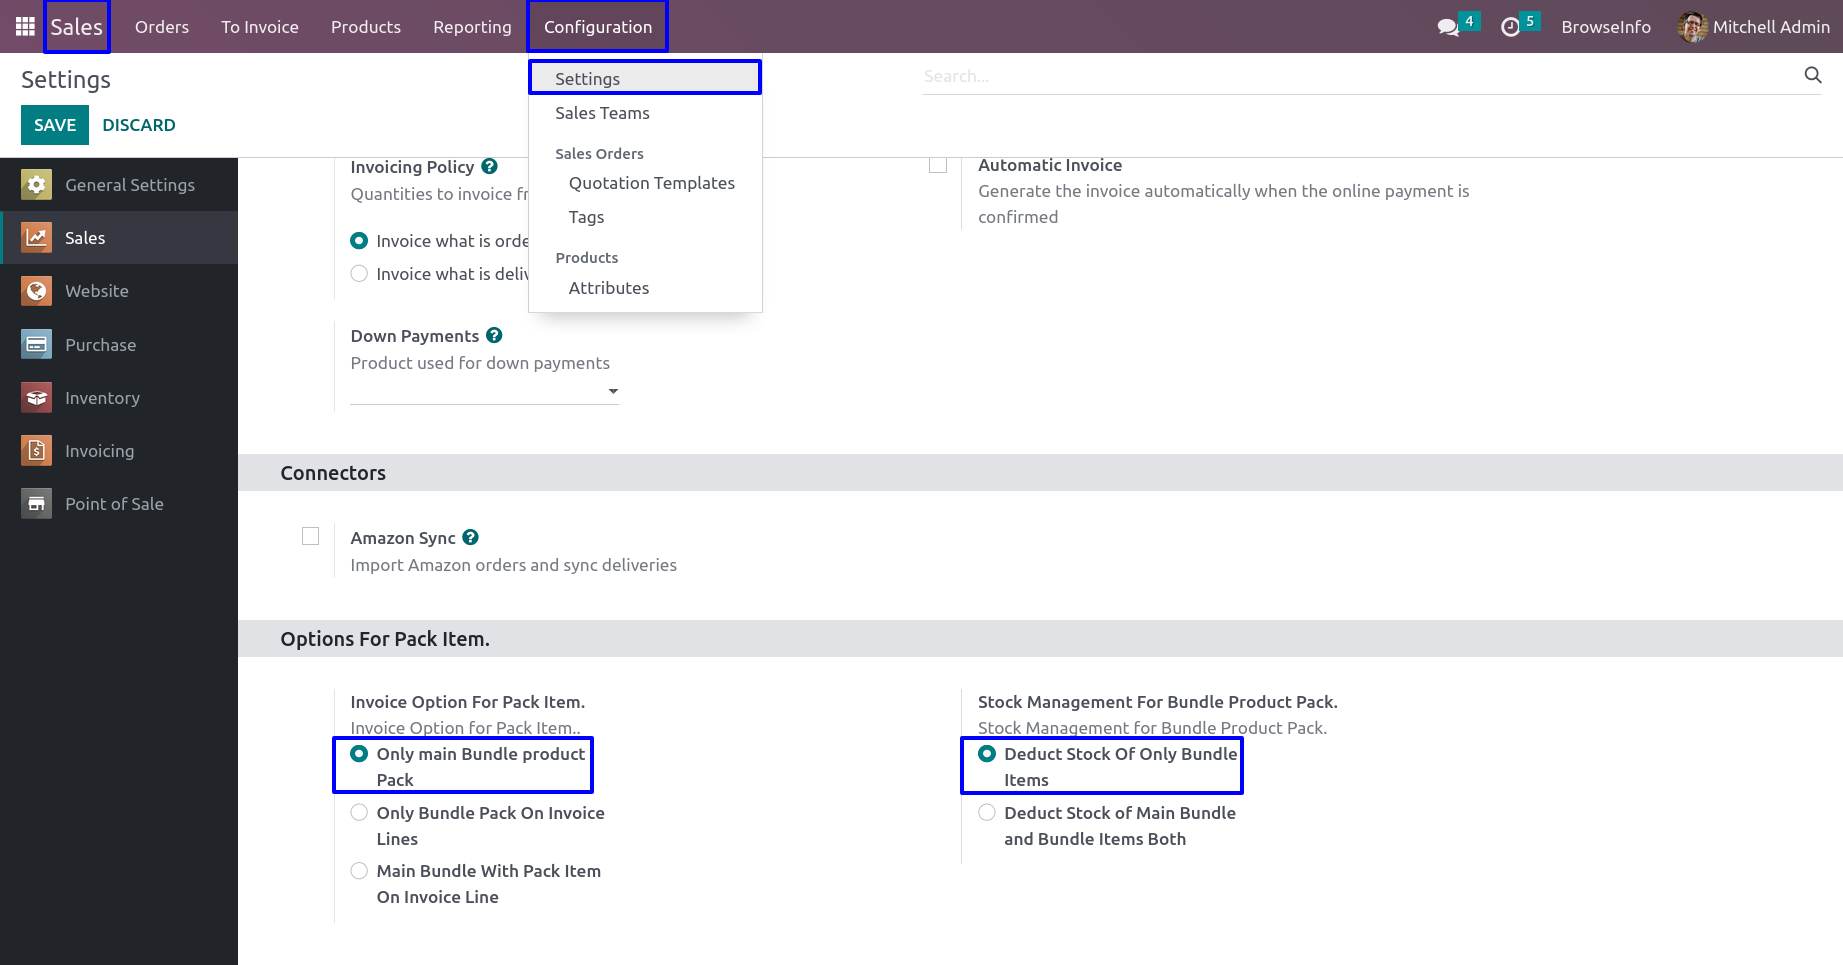 Sales
Orders
To Invoice
Products
Reporting
Configuration
4
5
BrowseInfo
Mitchell Admin
Settings
Search...
SAVE
DISCARD
Settings
Sales Teams
Sales Orders
Quotation Templates
Tags
Products
Attributes
General Settings
Sales
Website
Purchase
Inventory
Invoicing
Point of Sale
Invoicing Policy ?
Quantities to invoice
Invoice what is
Invoice what is
Automatic Invoice
Generate the invoice automatically when the online payment is
confirmed
Down Payments ?
Product used for down payments
Connectors
Amazon Sync ?
Import Amazon orders and sync deliveries
Options For Pack Item.
Invoice Option For Pack Item.
Invoice Option for Pack Item..
Only main Bundle product
Pack
Only Bundle Pack On Invoice
Lines
Main Bundle With Pack Item
On Invoice Line
Stock Management For Bundle Product Pack.
Stock Management for Bundle Product Pack.
Deduct Stock Of Only Bundle
Items
Deduct Stock of Main Bundle
and Bundle Items Both